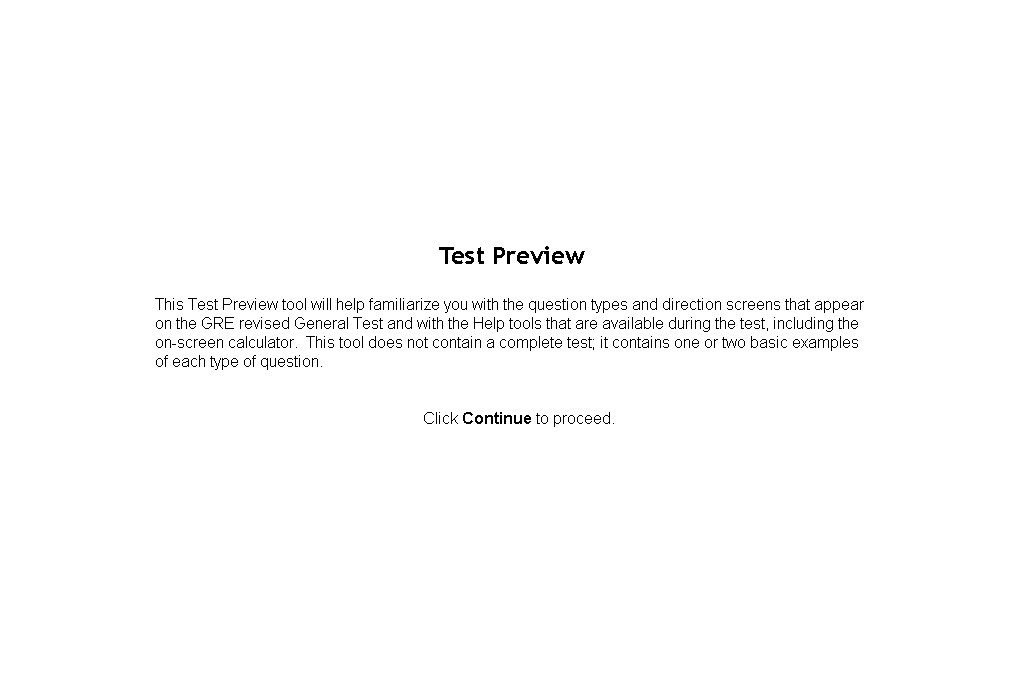 Test Preview
This Test Preview tool will help familiarize you with the question types and direction screens that appear
on the GRE revised General Test and with the Help tools that are available during the test, including the
on-screen calculator.  This tool does not contain a complete test; it contains one or two basic examples
of each type of question.
Click Continue to proceed.